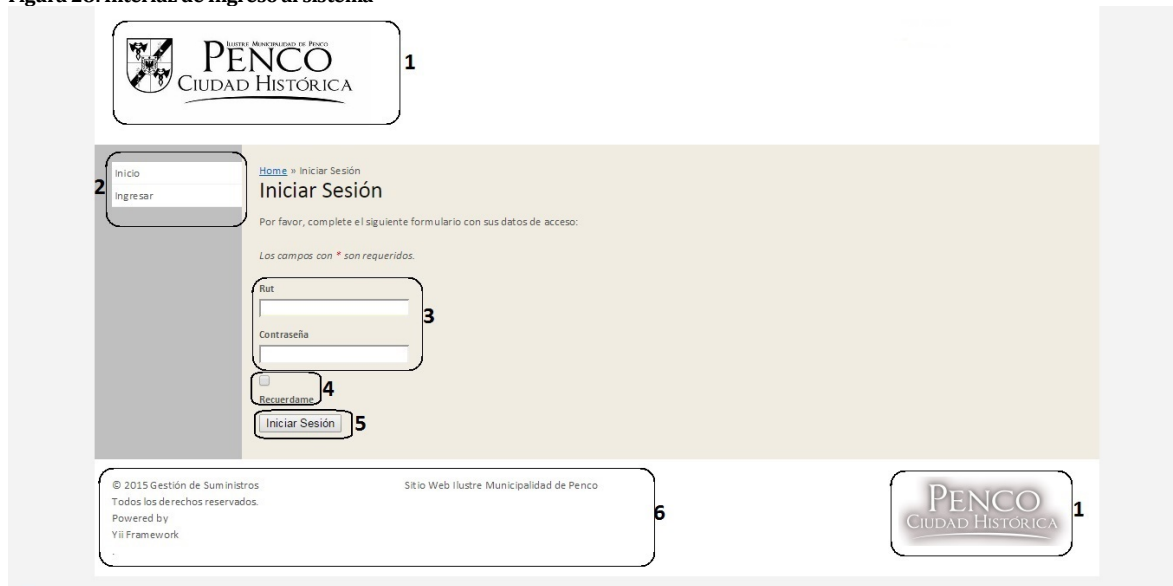 Figura 20: Interfaz de ingreso al sistema
ILUSTRE MUNICIPALIDAD DE PENCO
PENCO
CIUDAD HISTÓRICA
1
2
Inicio
Ingresar
Home » Iniciar Sesión
Iniciar Sesión
Por favor, complete el siguiente formulario con sus datos de acceso:
Los campos con * son requeridos.
Rut
3
Contraseña
4
Recuerdame
Iniciar Sesión
5
© 2015 Gestión de Suministros
Todos los derechos reservados.
Powered by
Yii Framework
.
Sitio Web Ilustre Municipalidad de Penco
6
PENCO
CIUDAD HISTÓRICA
1